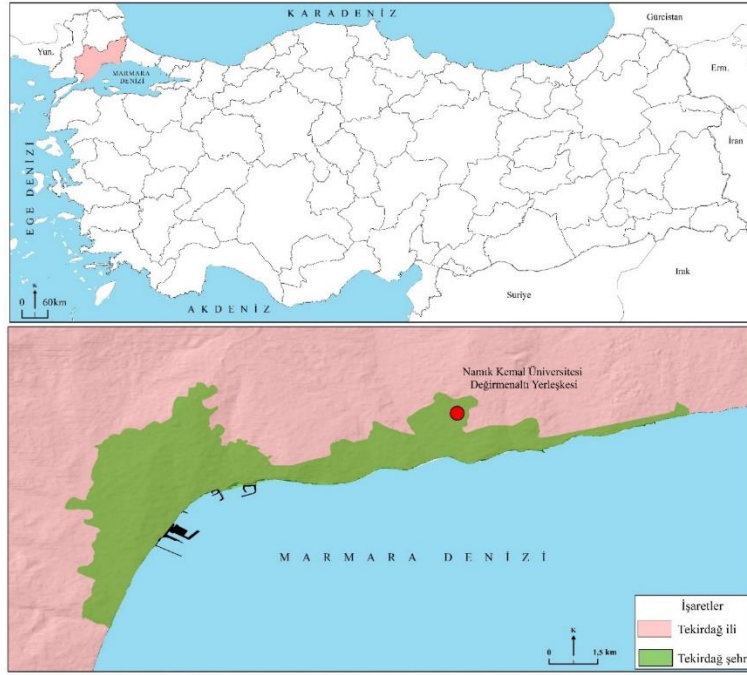 KARADENİZ
Gürcistan
Yun.
MARMARA
DENİZİ
Erm.
İran
EGE DENİZİ
K
0 60km
AKDENİZ
Suriye
Irak
Namık Kemal Üniversitesi
Değirmenaltı Yerleşkesi
MARMARA DENİZİ
K
0 1,5 km
İşaretler
Tekirdağ ili
Tekirdağ şehri